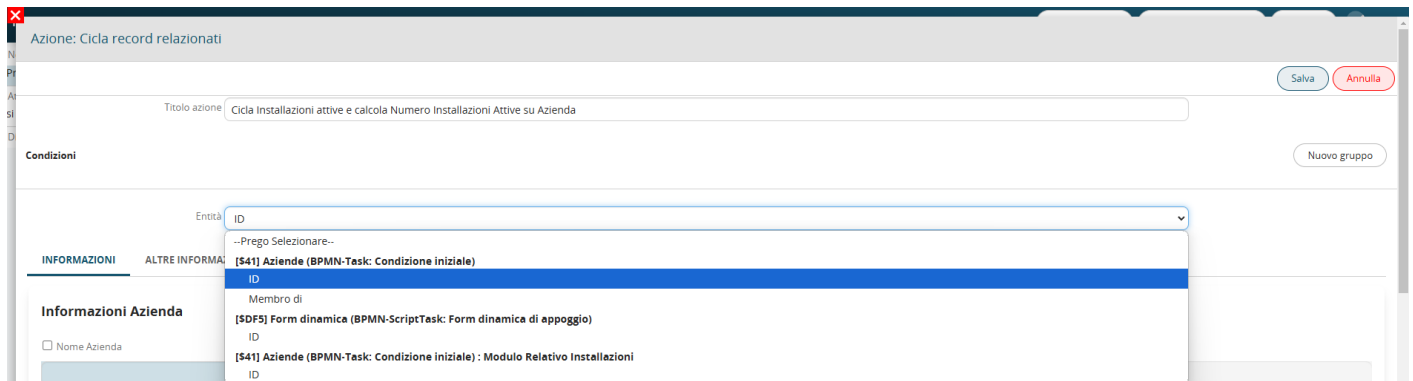 Azione: Cicla record relazionati
Salva
Annulla
Titolo azione
Cicla Installazioni attive e calcola Numero Installazioni Attive su Azienda
Condizioni
Nuovo gruppo
Entità
ID
--Prego Selezionare--
INFORMAZIONI
[$41] Aziende (BPMN-Task: Condizione iniziale)
ID
Membro di
Informazioni Azienda
[$DF5] Form dinamica (BPMN-ScriptTask: Form dinamica di appoggio)
ID
Nome Azienda
[$41] Aziende (BPMN-Task: Condizione iniziale) : Modulo Relativo Installazioni
ID